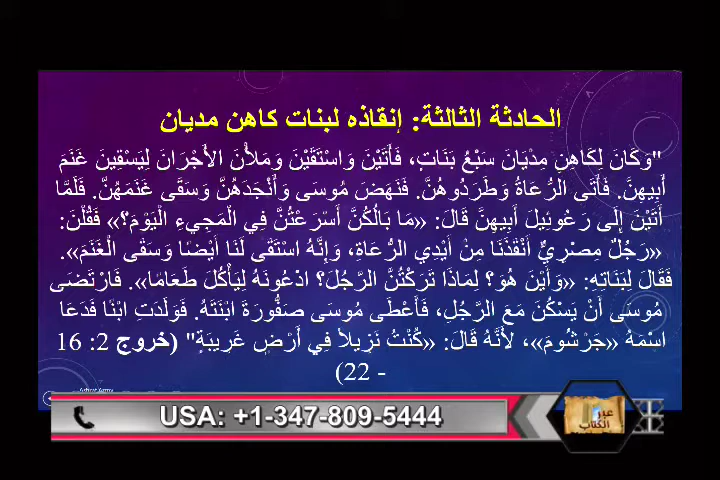 الحادثة الثالثة: إنقاذه لبنات كاهن مديان
"وَكَانَ لِكَاهِنِ مِدْيَانَ سَبْعُ بَنَاتٍ، فَأَتَيْنَ وَاسْتَقَيْنَ وَمَلأْنَ الأَجْرَانَ لِيَسْقِينَ غَنَمَ
أَبِيهِنَّ. فَأَتَى الرُّعَاةُ وَطَرَدُوهُنَّ. فَنَهَضَ مُوسَى وَأَنْجَدَهُنَّ وَسَقَى غَنَمَهُنَّ. فَلَمَّا
أَتَيْنَ إِلَى رَعُوئِيلَ أَبِيهِنَّ قَالَ: «مَا بَالُكُنَّ أَسْرَعْتُنَّ فِي الْمَجِيءِ الْيَوْمَ؟» فَقُلْنَ:
«رَجُلٌ مِصْرِيٌّ أَنْقَذَنَا مِنْ أَيْدِي الرُّعَاةِ، وَإِنَّهُ اسْتَقَى لَنَا أَيْضًا وَسَقَى الْغَنَمَ».
فَقَالَ لِبَنَاتِهِ: «وَأَيْنَ هُوَ؟ لِمَاذَا تَرَكْتُنَّ الرَّجُلَ؟ ادْعُونَهُ لِيَأْكُلَ طَعَامًا». فَارْتَضَى
مُوسَى أَنْ يَسْكُنَ مَعَ الرَّجُلِ، فَأَعْطَى مُوسَى صَفُّورَةَ ابْنَتَهُ. فَوَلَدَتِ ابْنًا فَدَعَا
اسْمَهُ «جَرْشُومَ»، لأَنَّهُ قَالَ: «كُنْتُ نَزِيلاً فِي أَرْضٍ غَرِيبَةٍ" (خروج 2: 16
- 22)
USA: +1-347-809-5444
عبر
الكتاب